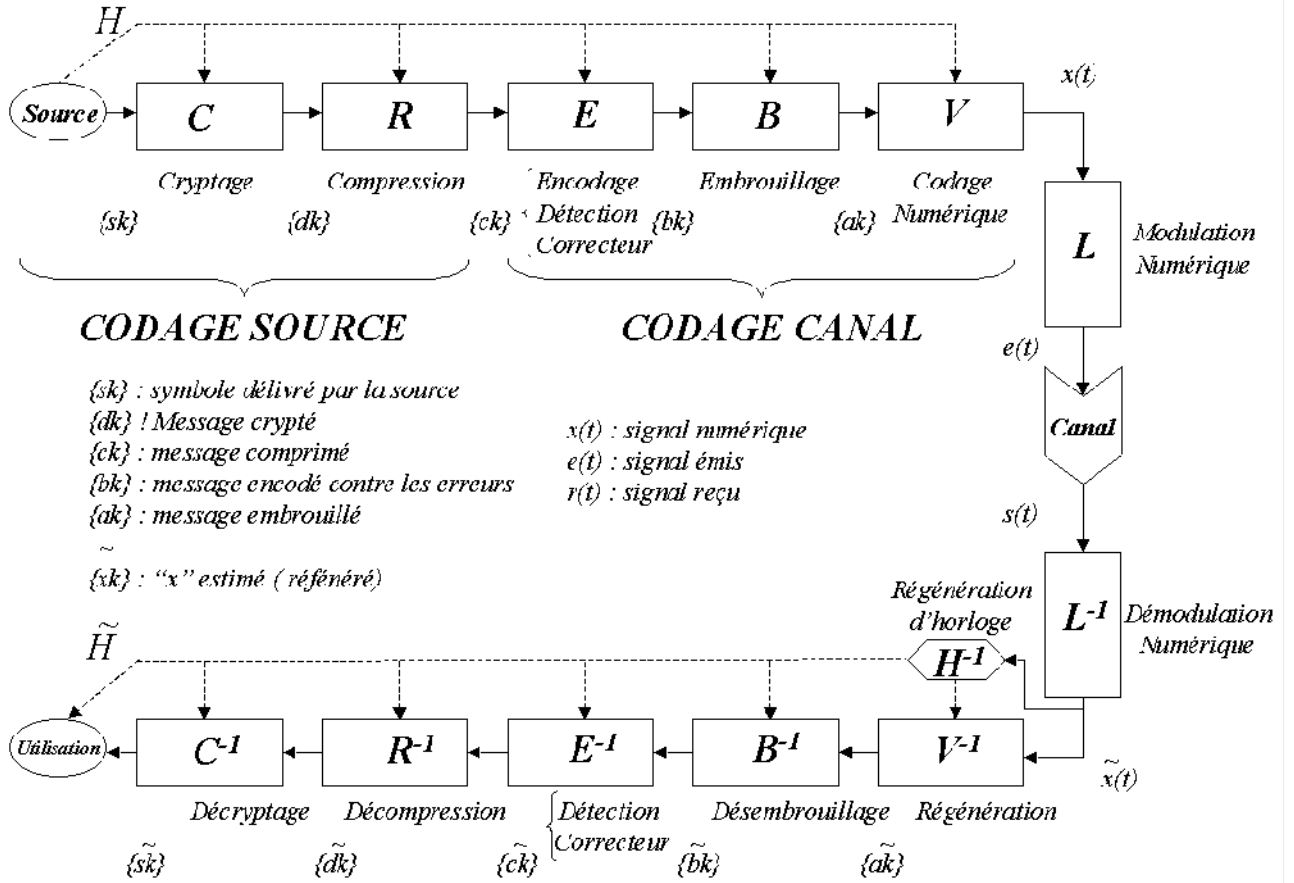 H
x(t)
Source
C
R
E
B
V
Cryptage
Compression
Encodage
Détection
Correcteur
Embrouillage
Codage
Numérique
{sk}
{dk}
{ck}
{bk}
{ak}
L
Modulation
Numérique
CODAGE SOURCE
CODAGE CANAL
e(t)
{sk} : symbole délivré par la source
{dk} ! Message crypté
{ck} : message comprimé
{bk} : message encodé contre les erreurs
{ak} : message embrouillé
x(t) : signal numérique
e(t) : signal émis
r(t) : signal reçu
Canal
s(t)
~
{xk} : “x” estimé ( réfénéré)
Régénération
d'horloge
L-1
Démodulation
Numérique
H̃
H-1
Utilisation
C-1
R-1
E-1
B-1
V-1
x̃(t)
Décryptage
Décompression
Détection
Correcteur
Désembrouillage
Régénération
{s̃k}
{d̃k}
{c̃k}
{b̃k}
{ãk}